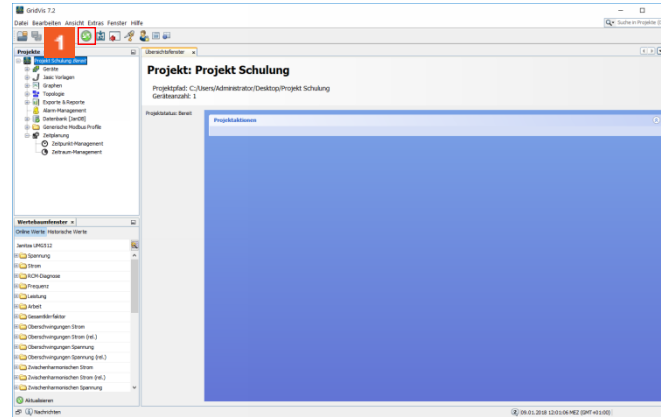 GridVis 7.2
Datei Bearbeiten Ansicht Extras Fenster Hilfe
Suche in Projekte
1
Projekte
Übersichtsfenster x
Projekt Schulung (Bereit)
Geräte
Jasic Vorlagen
Graphen
Topologie
Exporte & Reporte
Alarm-Management
Datenbank [JanDB]
Generische Modbus Profile
Zeitplanung
Zeitpunkt-Management
Zeitraum-Management
Projekt: Projekt Schulung
Projektpfad: C:/Users/Administrator/Desktop/Projekt Schulung
Geräteanzahl: 1
Projektstatus: Bereit
Projektaktionen
Wertebaumfenster x
Online Werte Historische Werte
Janitza UMG512
Spannung
Strom
RCM-Diagnose
Frequenz
Leistung
Arbeit
Gesamtklirrfaktor
Oberschwingungen Strom
Oberschwingungen Strom (rel.)
Oberschwingungen Spannung
Oberschwingungen Spannung (rel.)
Zwischenharmonischen Strom
Zwischenharmonischen Strom (rel.)
Zwischenharmonischen Spannung
Aktualisieren
Nachrichten
09.01.2018 12:01:06 MEZ (GMT +01:00)